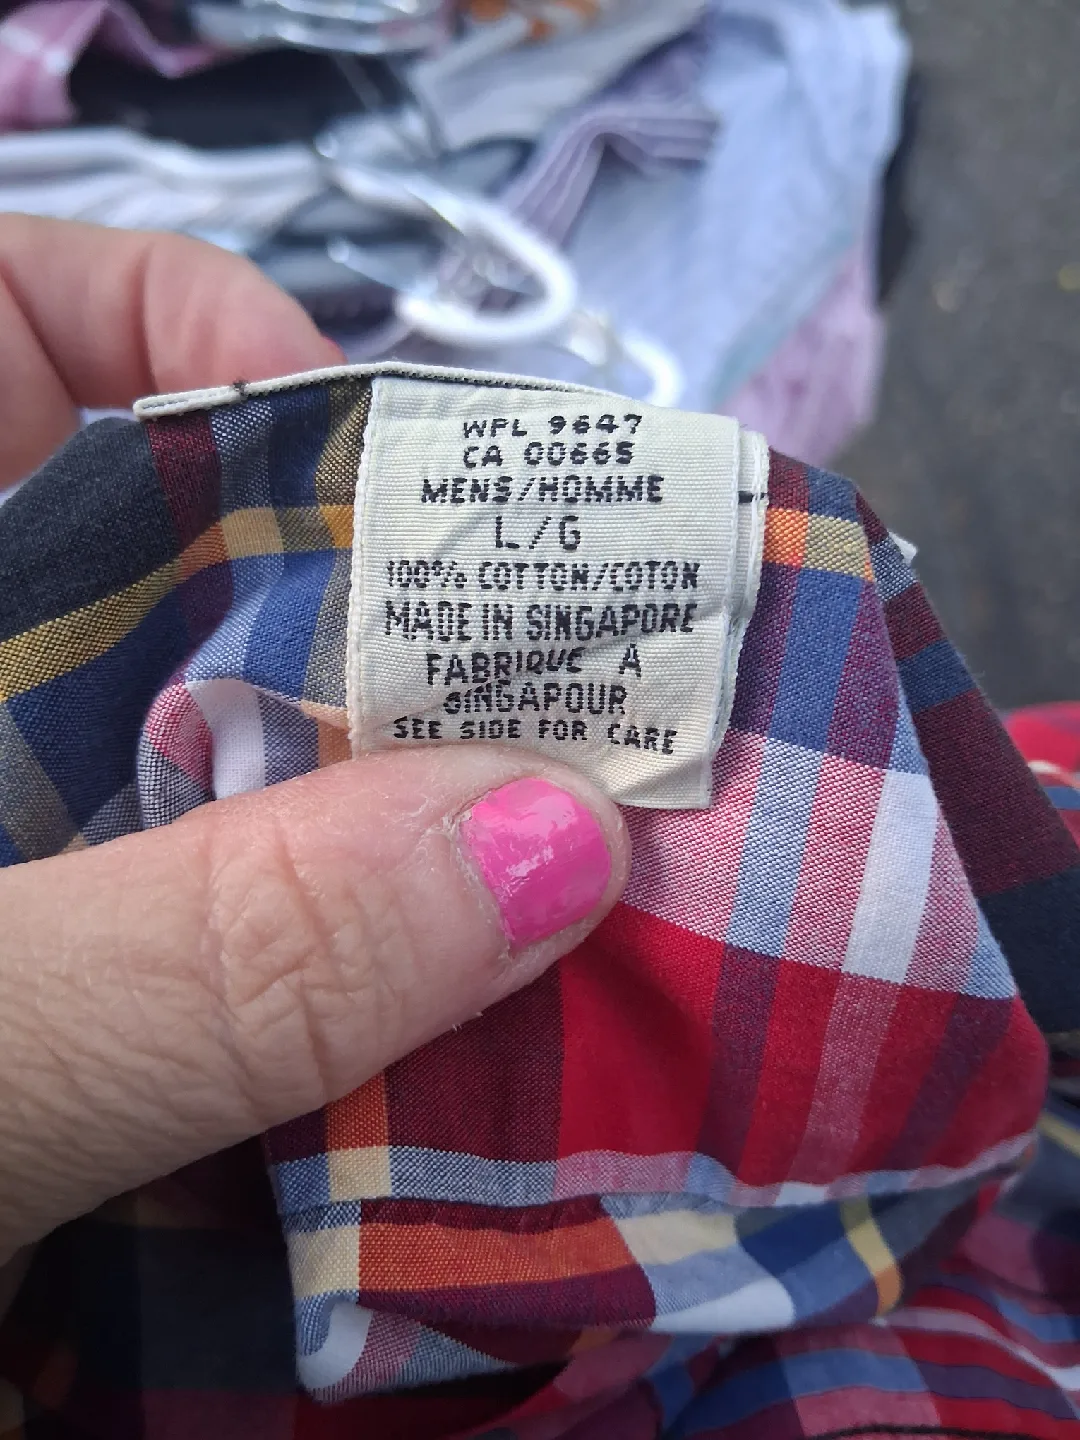 WPL 9647
CA 00665
MENS/HOMME
L/G
100% COTTON/COTON
MADE IN SINGAPORE
FABRIQUE A
SINGAPOUR
SEE SIDE FOR CARE